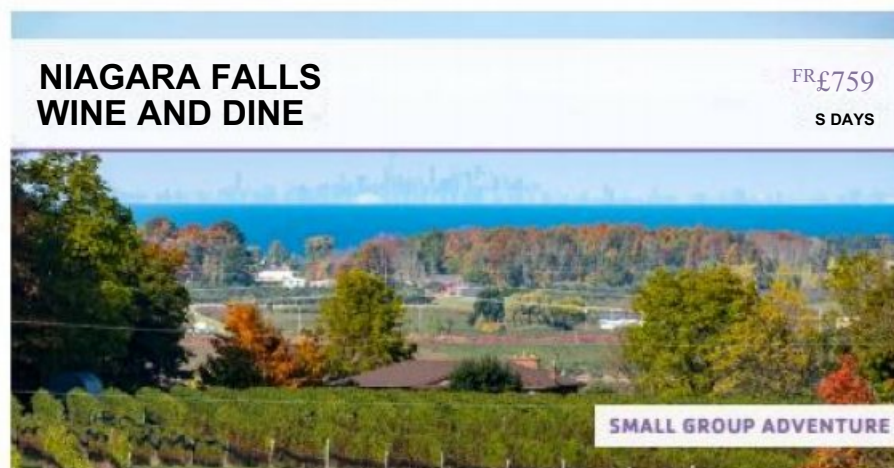 NIAGARA FALLS
WINE AND DINE
FR£759
S DAYS
SMALL GROUP ADVENTURE